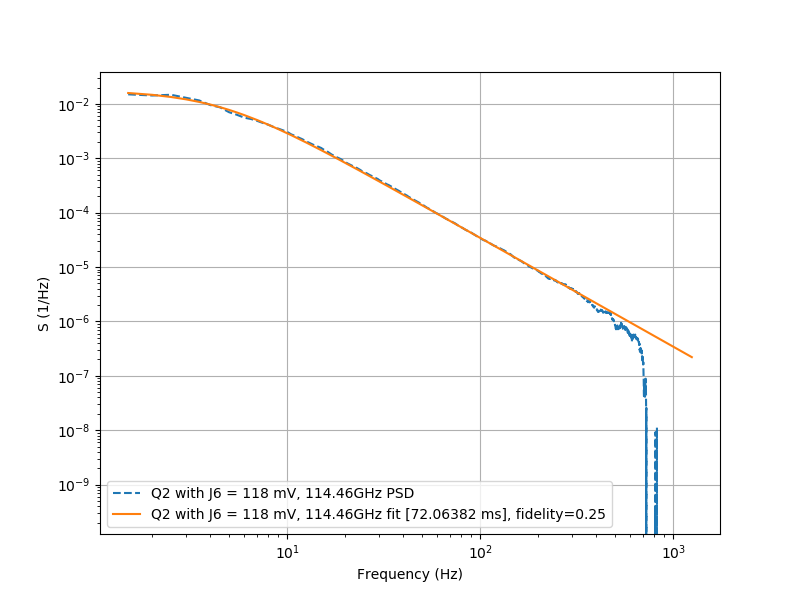 10⁻²
10⁻³
10⁻⁴
10⁻⁵
10⁻⁶
10⁻⁷
10⁻⁸
10⁻⁹
S (1/Hz)
Q2 with J6 = 118 mV, 114.46GHz PSD
Q2 with J6 = 118 mV, 114.46GHz fit [72.06382 ms], fidelity=0.25
10¹ 10² 10³
Frequency (Hz)